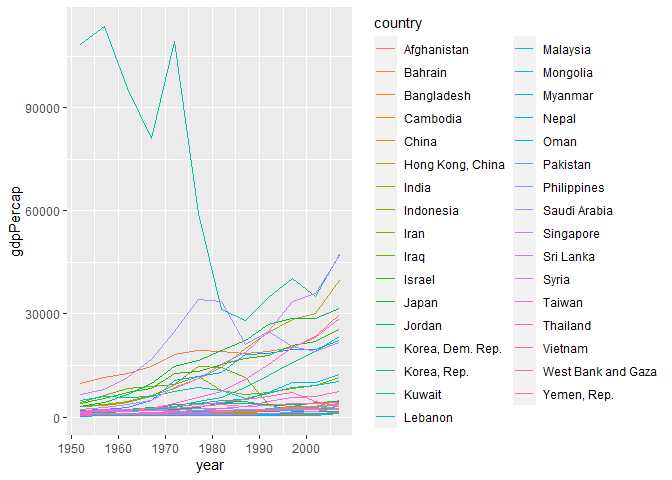 country
90000
60000
30000
0
gdpPercap
1950 1960 1970 1980 1990 2000
year
Afghanistan
Bahrain
Bangladesh
Cambodia
China
Hong Kong, China
India
Indonesia
Iran
Iraq
Israel
Japan
Jordan
Korea, Dem. Rep.
Korea, Rep.
Kuwait
Lebanon
Malaysia
Mongolia
Myanmar
Nepal
Oman
Pakistan
Philippines
Saudi Arabia
Singapore
Sri Lanka
Syria
Taiwan
Thailand
Vietnam
West Bank and Gaza
Yemen, Rep.